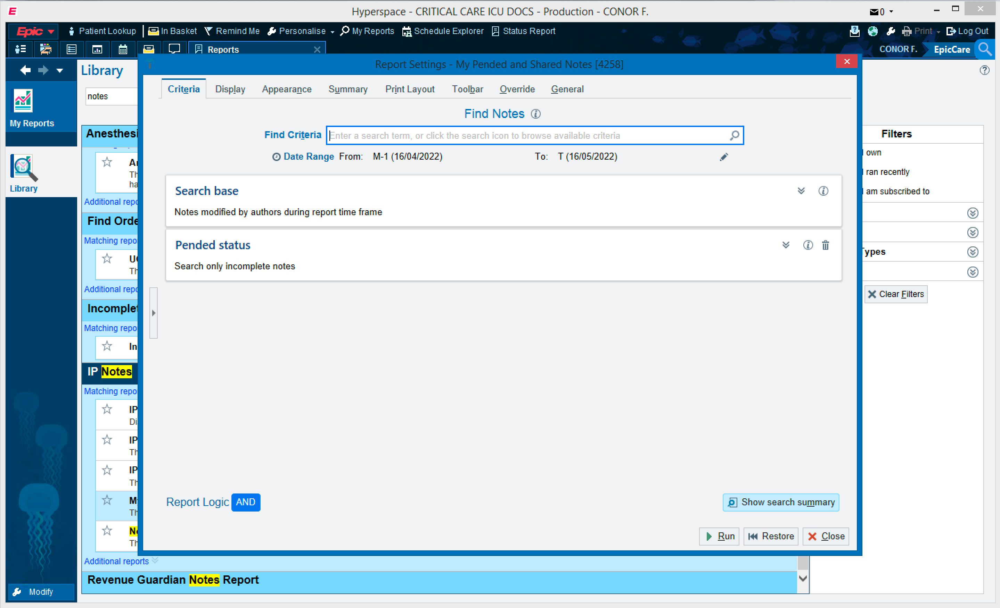 Hyperspace - CRITICAL CARE ICU DOCS - Production - CONOR F.
0
Epic
Patient Lookup
In Basket
Remind Me
Personalise
My Reports
Schedule Explorer
Status Report
Print
Log Out
Reports
CONOR F.
EpicCare
My Reports
Library
Modify
Library
notes
Anesthesi
Th
ha
Additional repo
Find Orde
Matching repo
Th
Additional repo
Incomplet
Matching repo
In
IP Notes
Matching repo
IP
Di
IP
Th
IP
Th
Th
Th
Additional reports
Revenue Guardian Notes Report
Report Settings - My Pended and Shared Notes [4258]
Criteria
Display
Appearance
Summary
Print Layout
Toolbar
Override
General
Find Notes
Find Criteria
Enter a search term, or click the search icon to browse available criteria
Date Range From: M-1 (16/04/2022) To: T (16/05/2022)
Search base
Notes modified by authors during report time frame
Pended status
Search only incomplete notes
Report Logic AND
Show search summary
Run
Restore
Close
Filters
own
ran recently
am subscribed to
ypes
Clear Filters